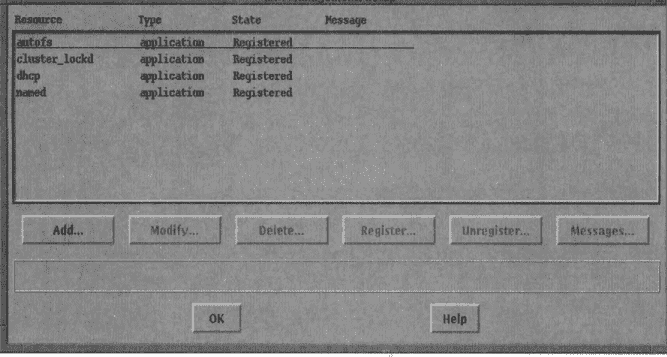 Resource Type State Message
autofs application Registered
cluster_lockd application Registered
dhcp application Registered
named application Registered
Add... Modify... Delete... Register... Unregister... Messages...
OK Help